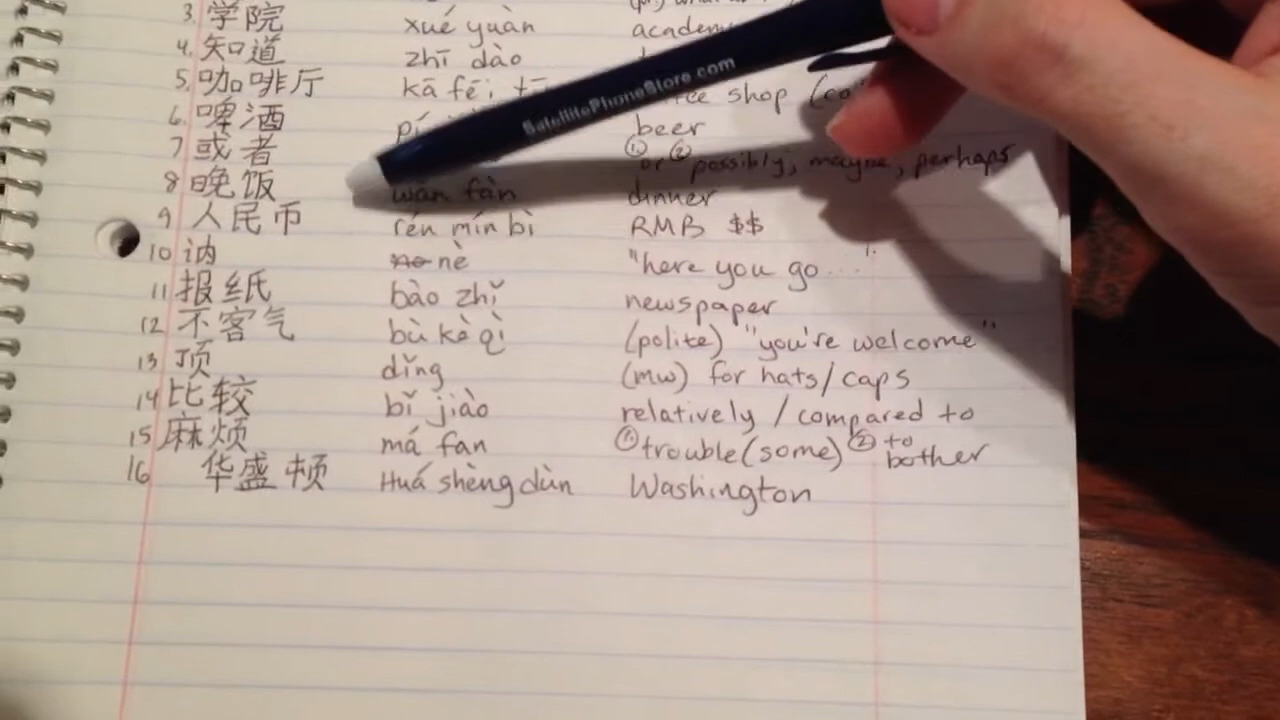 3. 学院 xué yuàn academ
4. 知道 zhī dào
5. 咖啡厅 kā fēi tī shop
6. 啤酒 pí beer
7 或者 ① or ② possibly, maybe, perhaps
8 晚饭 wǎn fàn dinner
9 人民币 rén mín bì RMB $$
10 讷 nè "here you go..."
11 报纸 bào zhǐ newspaper
12 不客气 bù kè qì (polite) "you're welcome"
13 顶 dǐng (mw) for hats/caps
14 比较 bǐ jiào relatively / compared to
15 麻烦 má fan ① trouble(some) ② to bother
16 华盛顿 Huá shèng dùn Washington
SatellitePhoneStore.com